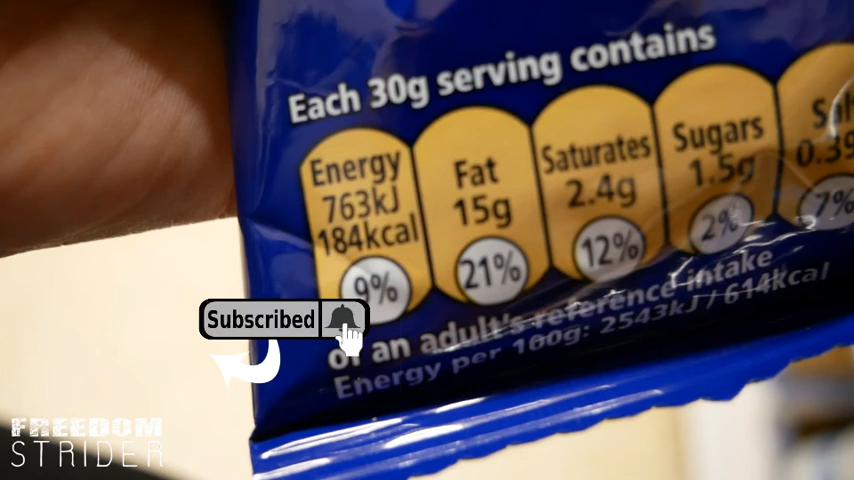 Each 30g serving contains
Energy
763kJ
184kcal
9%
Fat
15g
21%
Saturates
2.4g
12%
Sugars
1.5g
2%
7%
of an adult's reference intake
Energy per 100g: 2543kJ / 614kcal
Subscribed
FREEDOM
STRIDER